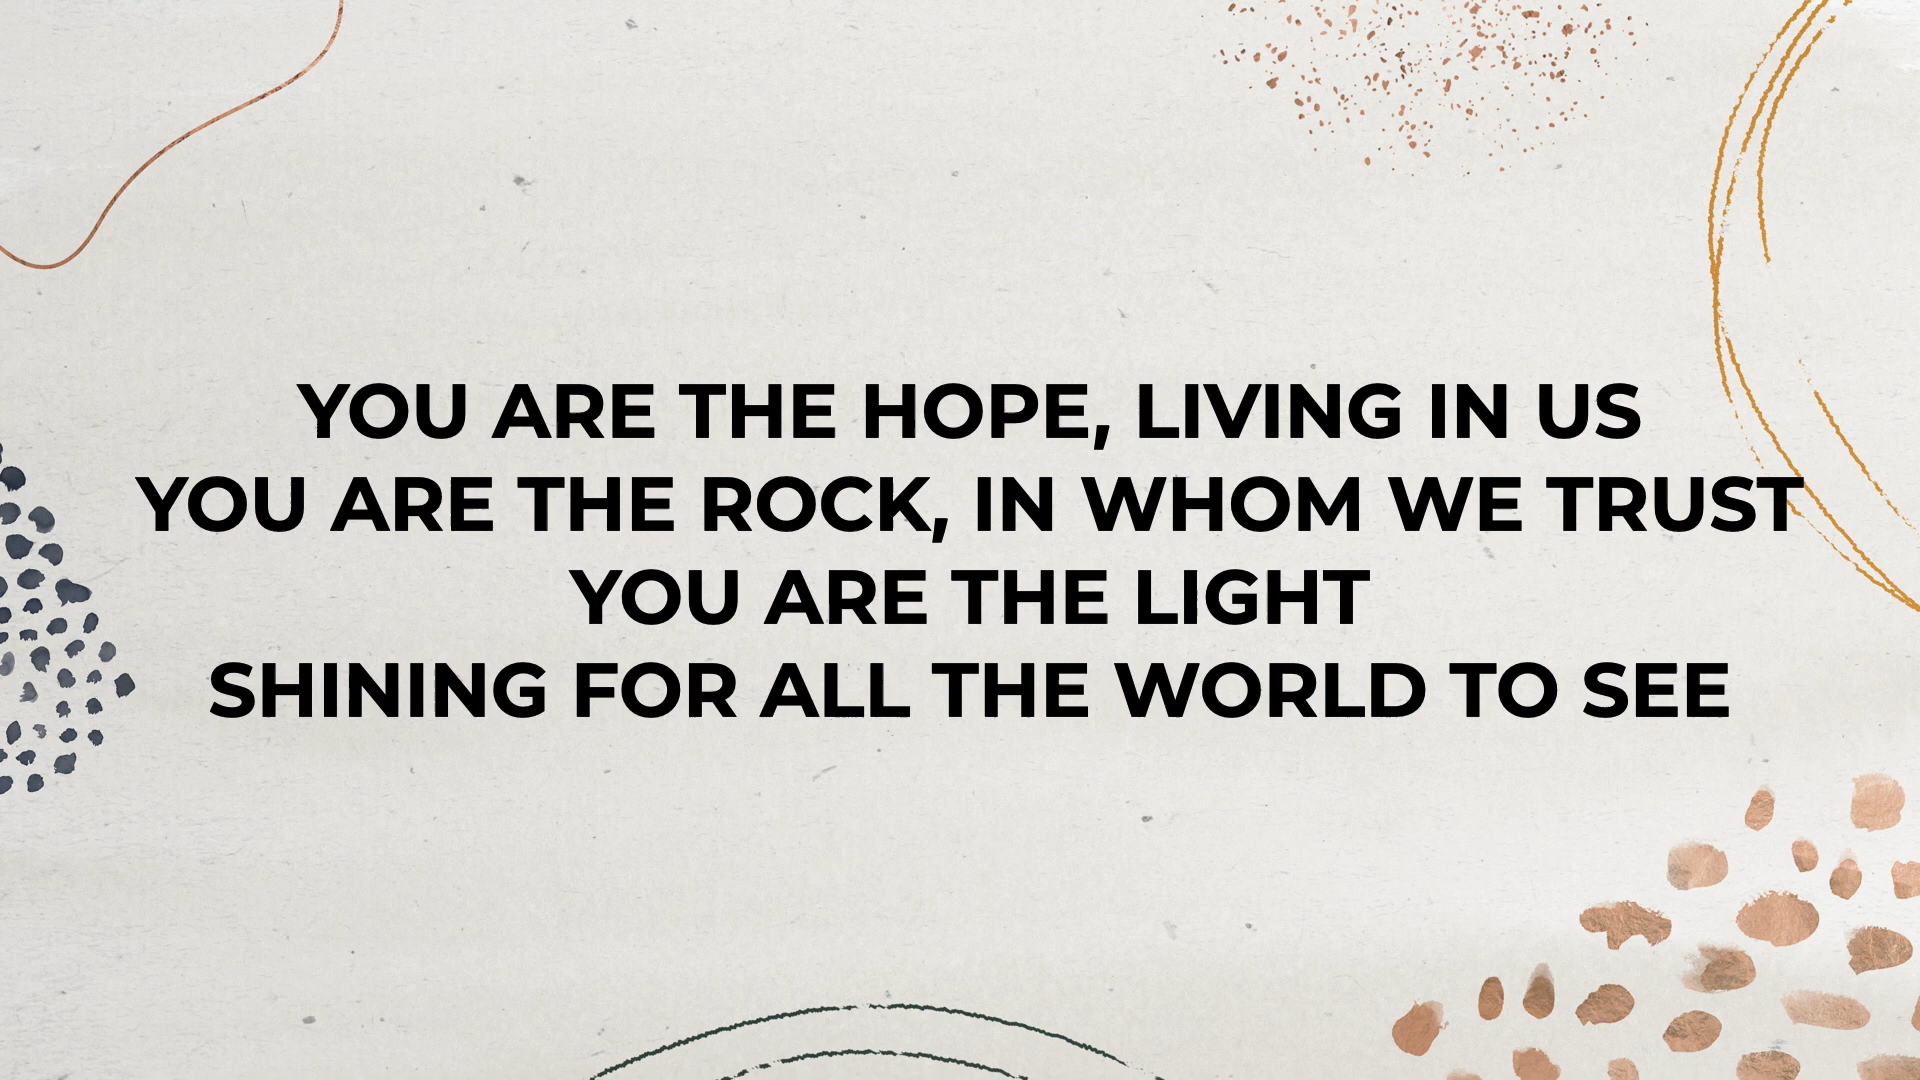 YOU ARE THE HOPE, LIVING IN US
YOU ARE THE ROCK, IN WHOM WE TRUST
YOU ARE THE LIGHT
SHINING FOR ALL THE WORLD TO SEE